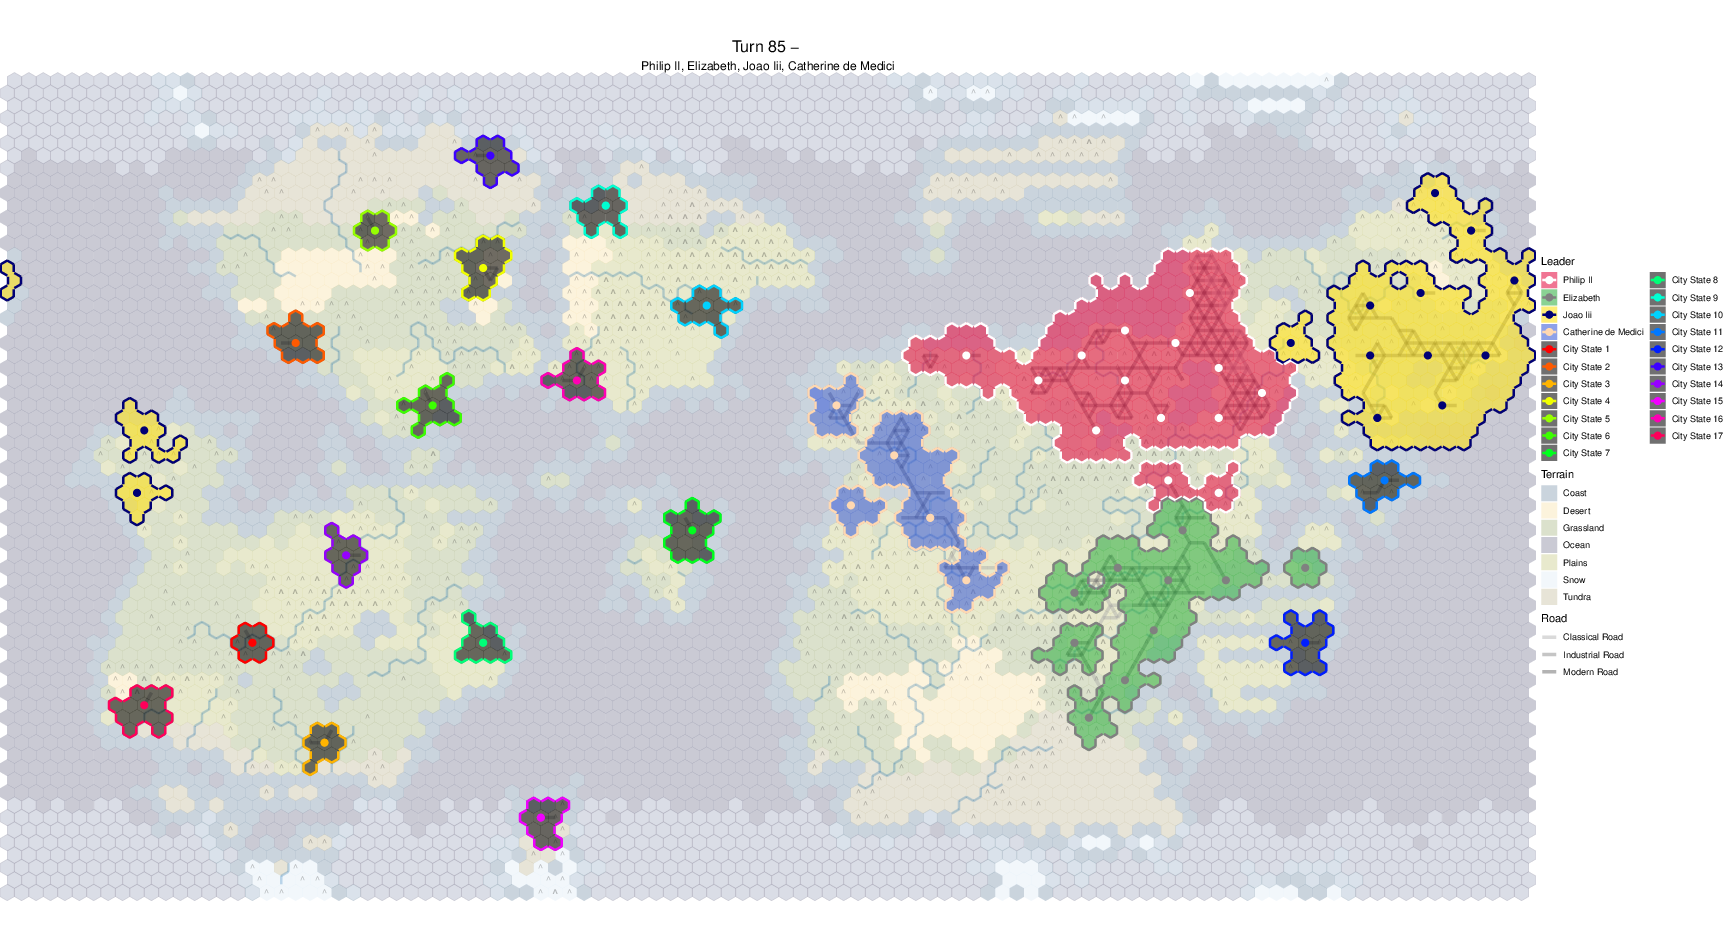 Turn 85 –
Philip II, Elizabeth, Joao Iii, Catherine de Medici
Leader
Philip II
Elizabeth
Joao Iii
Catherine de Medici
City State 1
City State 2
City State 3
City State 4
City State 5
City State 6
City State 7
City State 8
City State 9
City State 10
City State 11
City State 12
City State 13
City State 14
City State 15
City State 16
City State 17
Terrain
Coast
Desert
Grassland
Ocean
Plains
Snow
Tundra
Road
Classical Road
Industrial Road
Modern Road